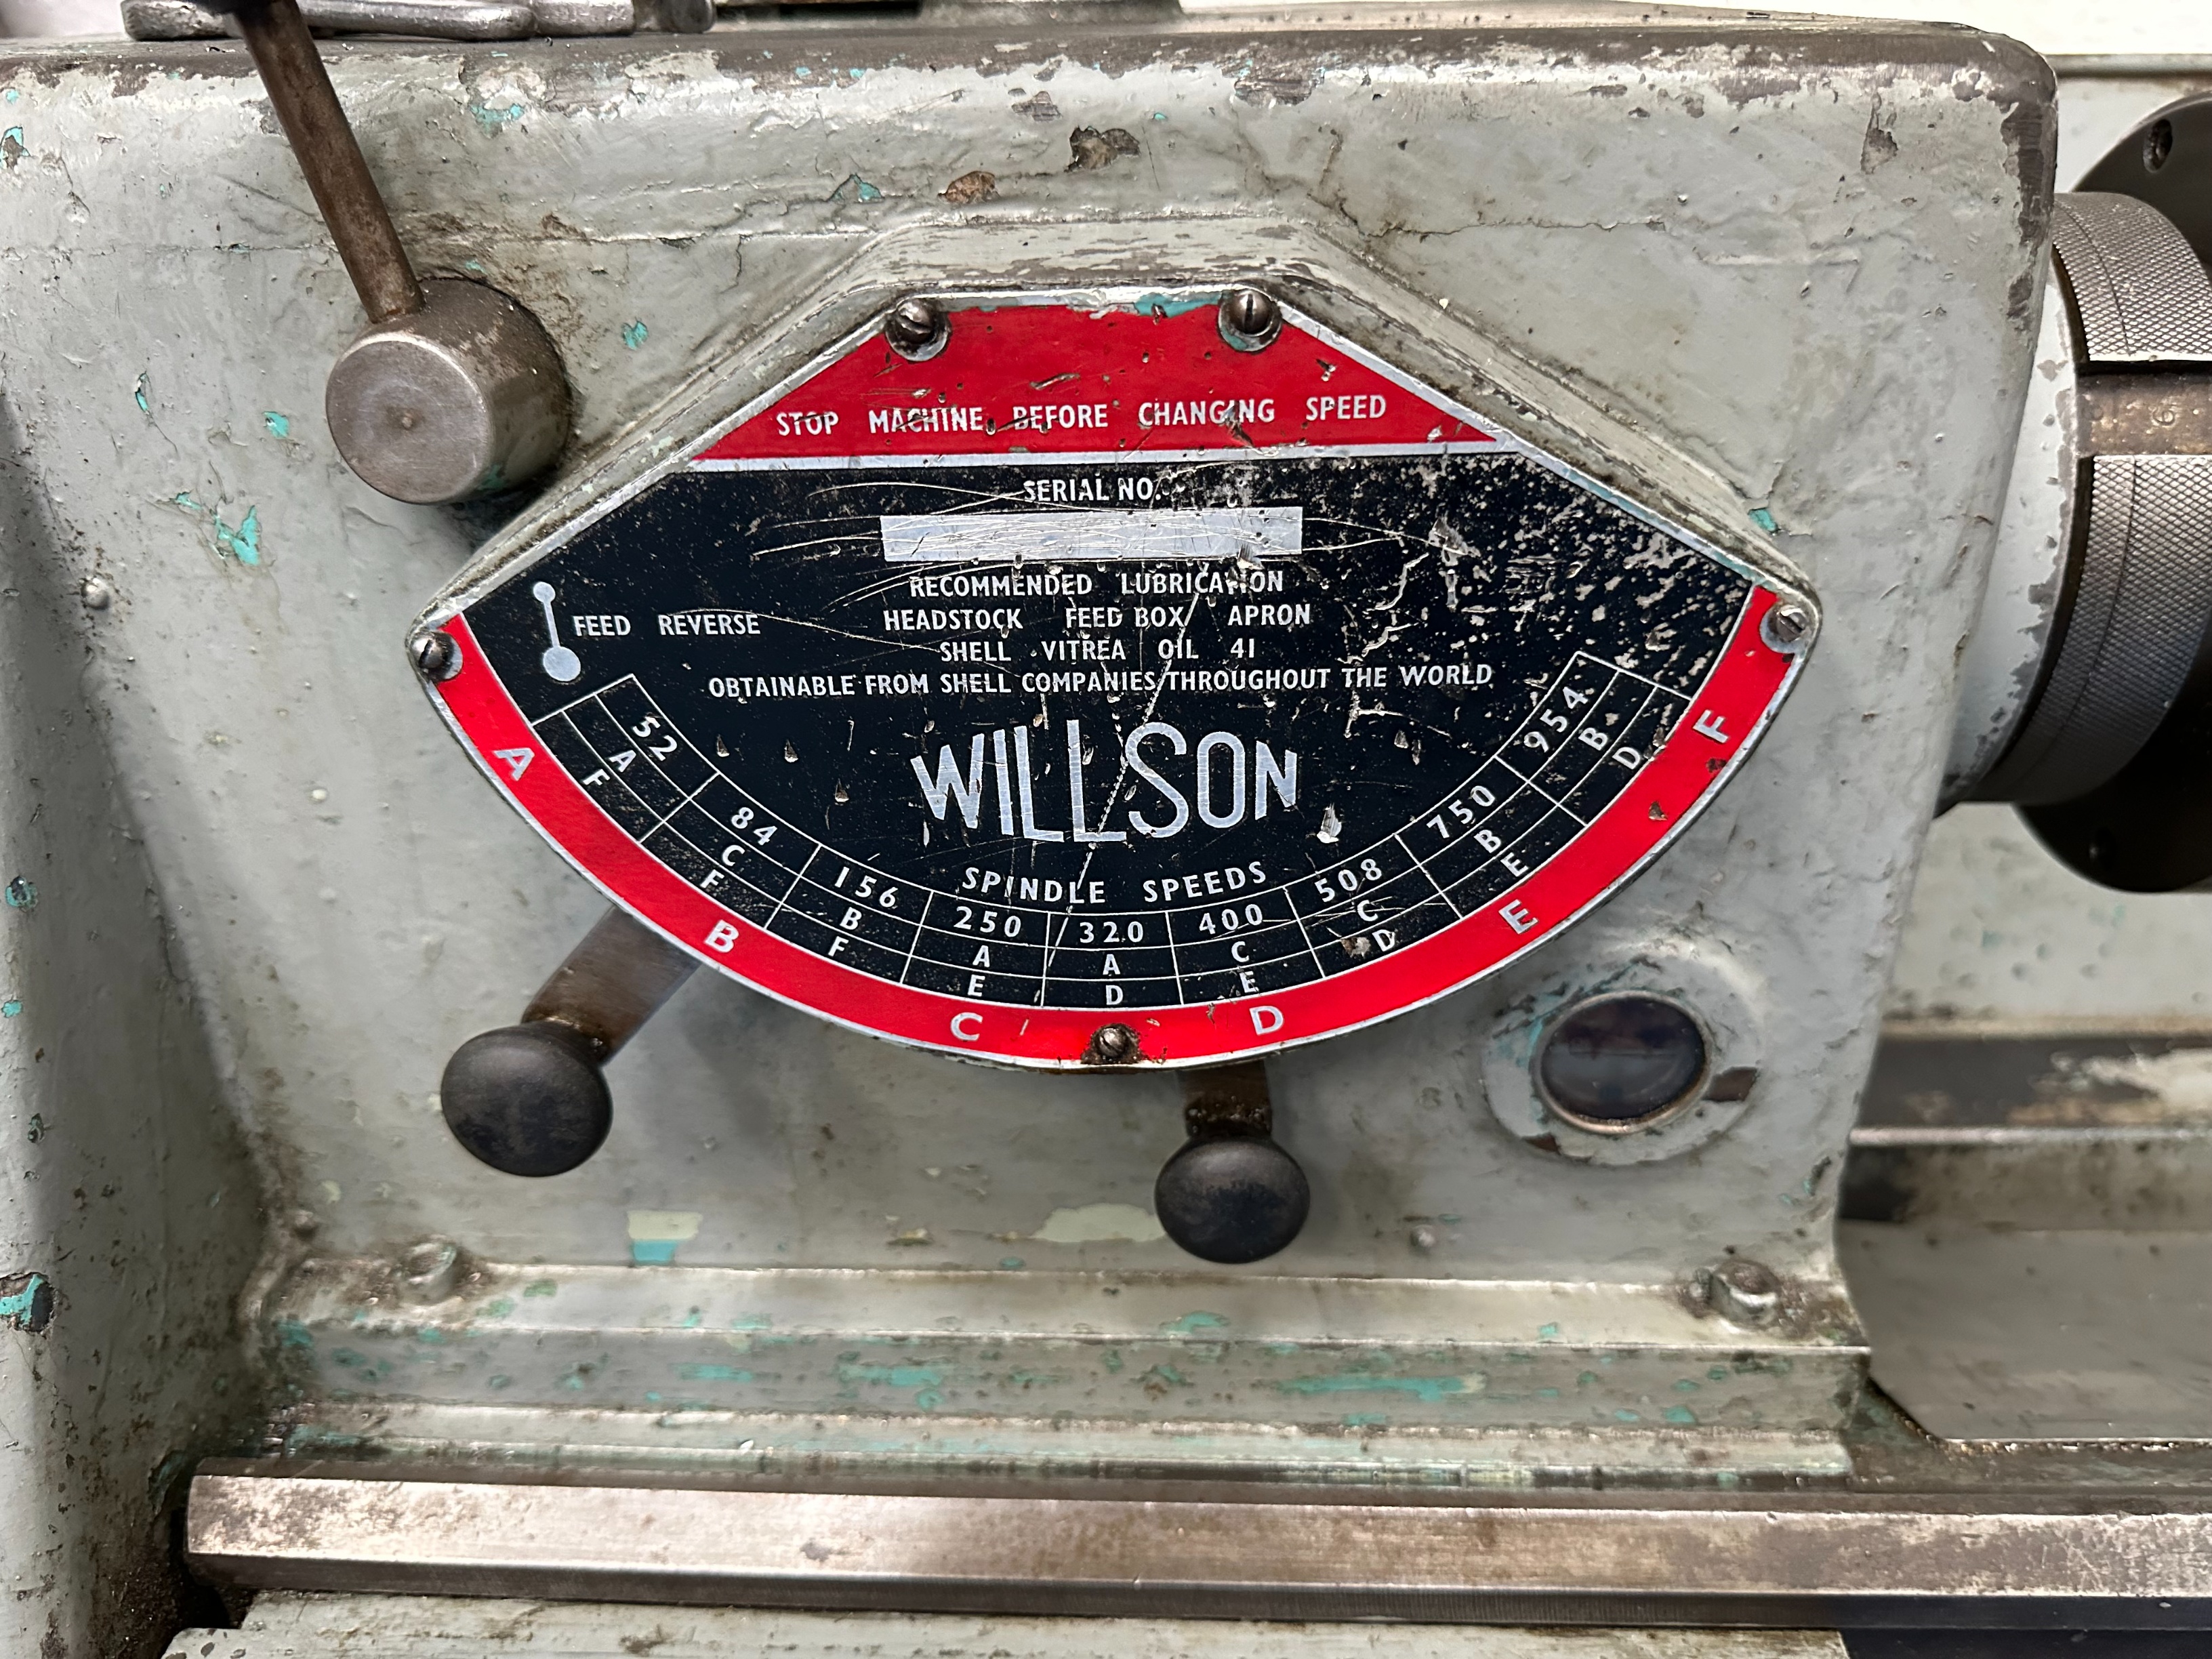 STOP MACHINE BEFORE CHANGING SPEED
SERIAL NO.
RECOMMENDED LUBRICATION
HEADSTOCK FEED BOX APRON
SHELL VITREA OIL 41
OBTAINABLE FROM SHELL COMPANIES THROUGHOUT THE WORLD
FEED REVERSE
WILLSON
SPINDLE SPEEDS
52 84 156 250 320 400 508 750 954
A C B A A C C B B
F F F E D E D E D
A B C D E F
6